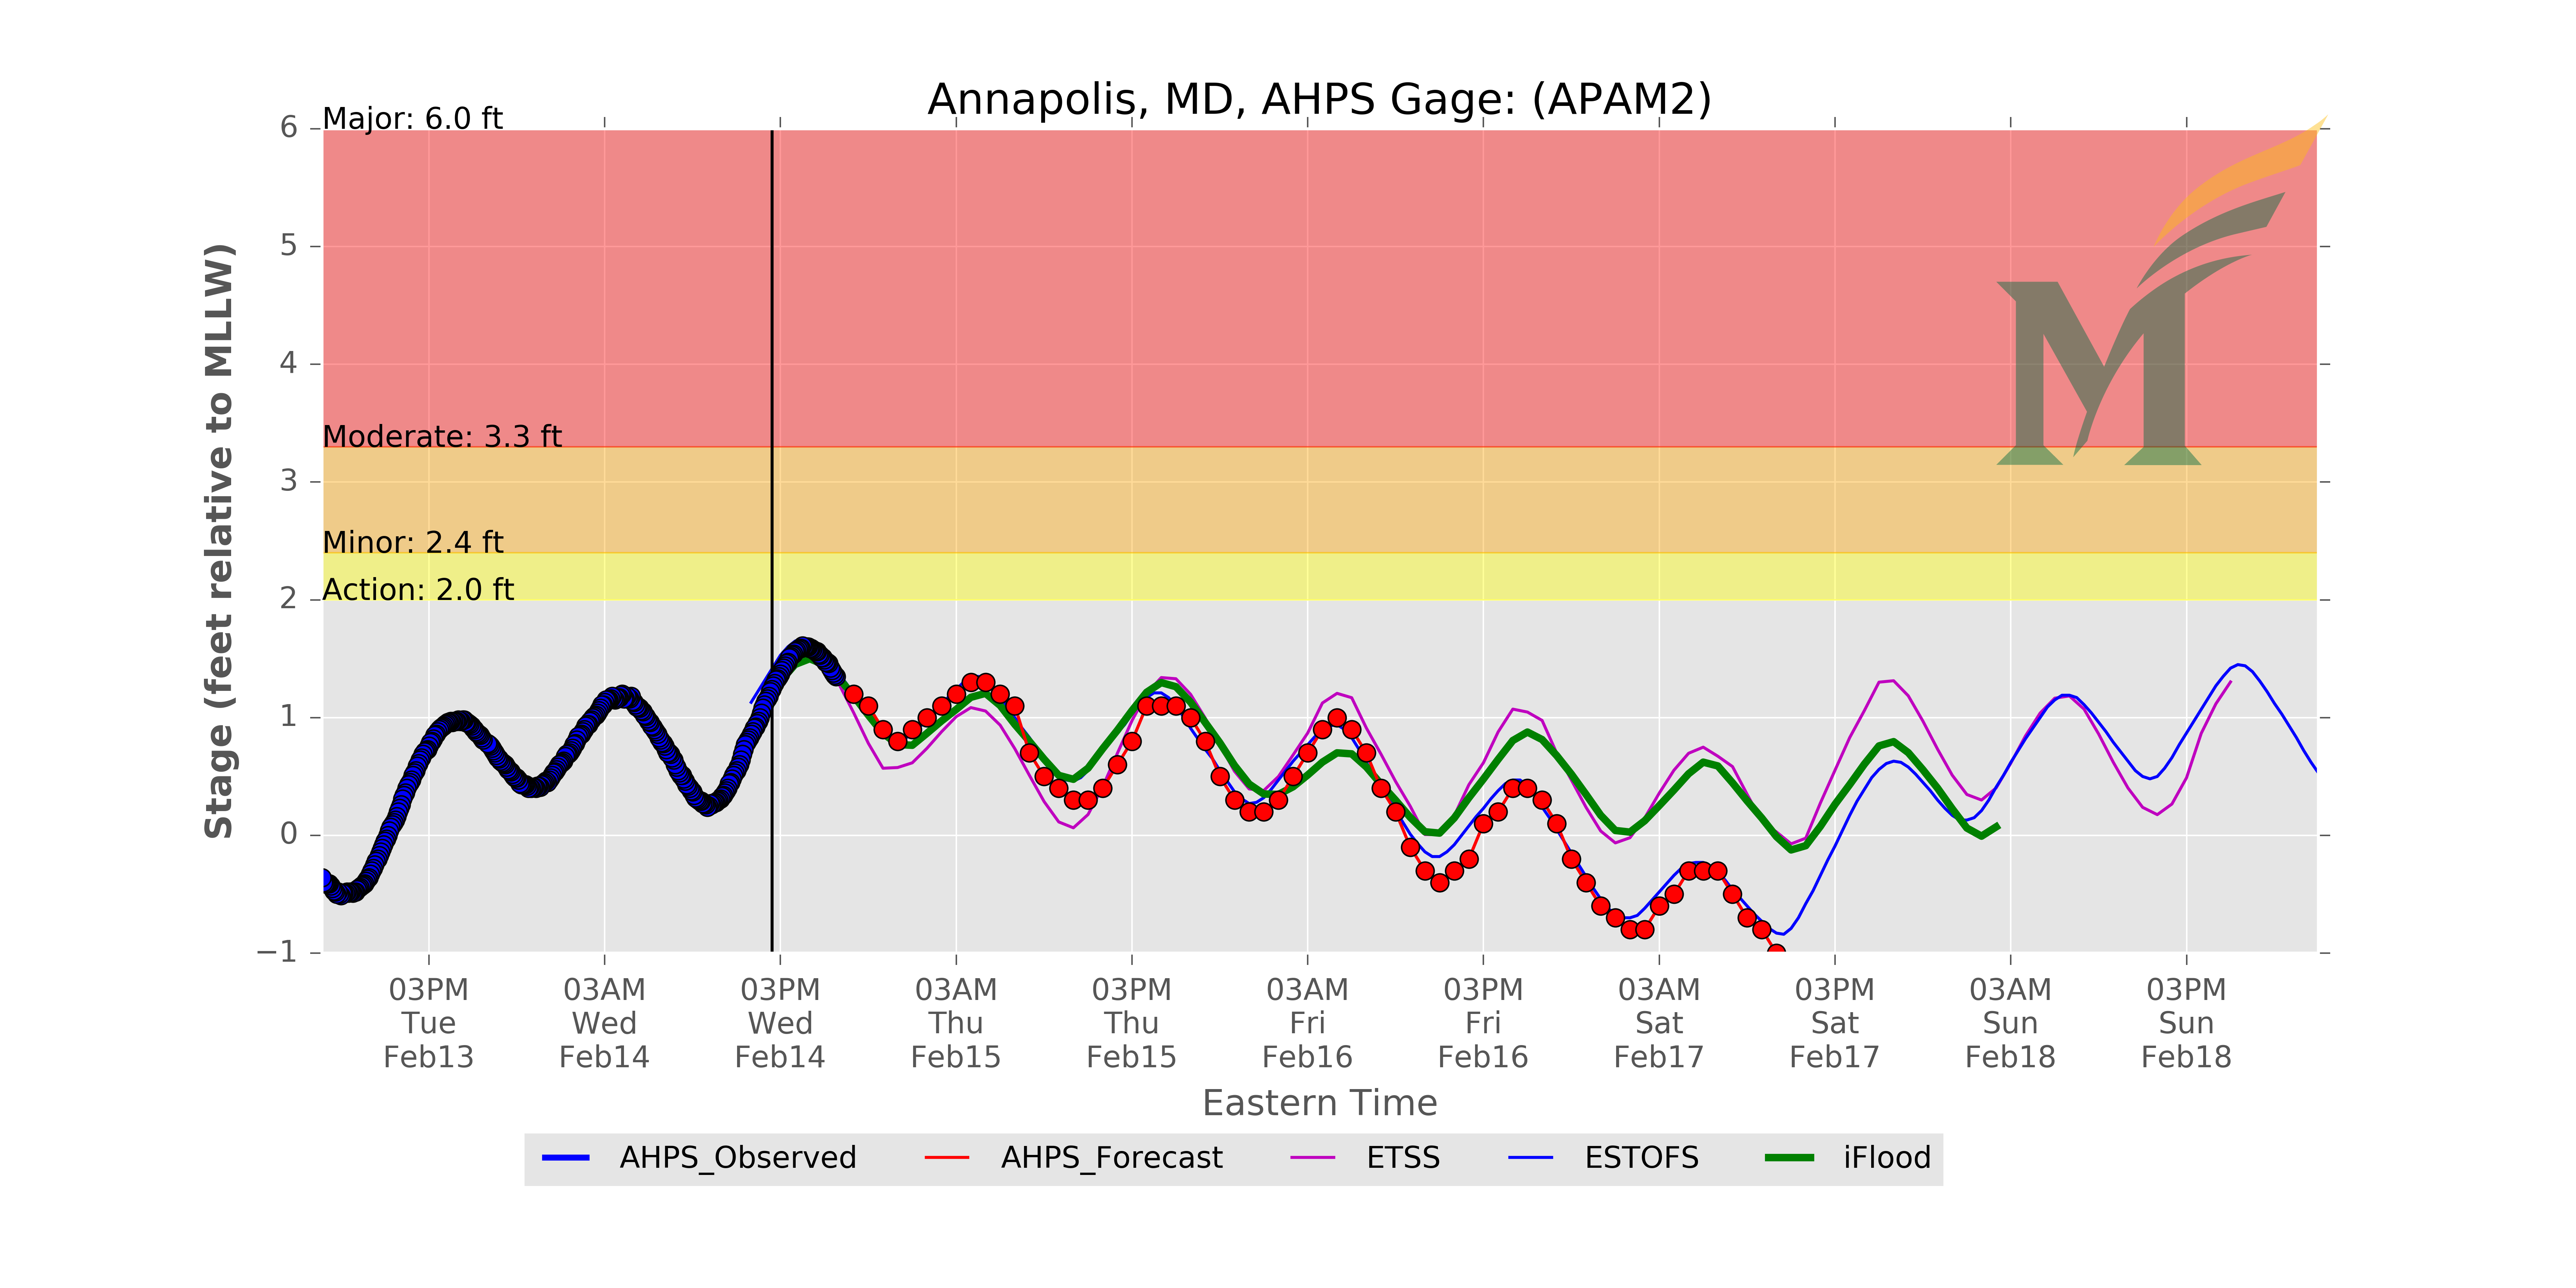 Annapolis, MD, AHPS Gage: (APAM2)
Major: 6.0 ft
Moderate: 3.3 ft
Minor: 2.4 ft
Action: 2.0 ft
6
5
4
3
2
1
0
−1
Stage (feet relative to MLLW)
M
03PM 03AM 03PM 03AM 03PM 03AM 03PM 03AM 03PM 03AM 03PM
Tue Wed Wed Thu Thu Fri Fri Sat Sat Sun Sun
Feb13 Feb14 Feb14 Feb15 Feb15 Feb16 Feb16 Feb17 Feb17 Feb18 Feb18
Eastern Time
AHPS_Observed AHPS_Forecast ETSS ESTOFS iFlood